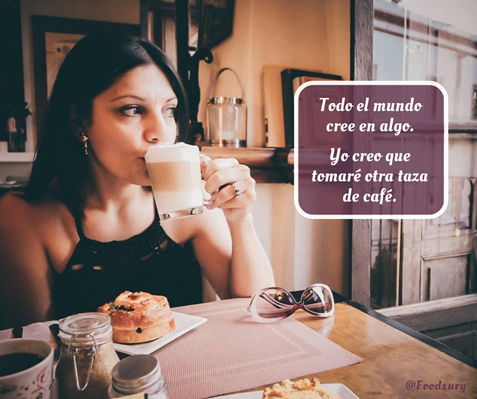 Todo el mundo
cree en algo.
Yo creo que
tomaré otra taza
de café.
@Foodxury